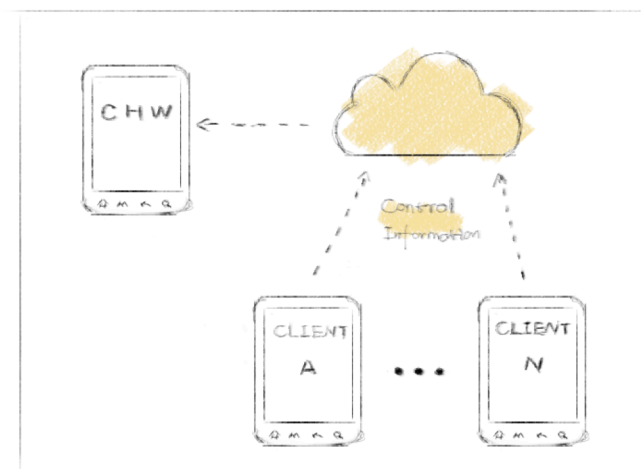 CHW
Control
Information
CLIENT
A
CLIENT
N